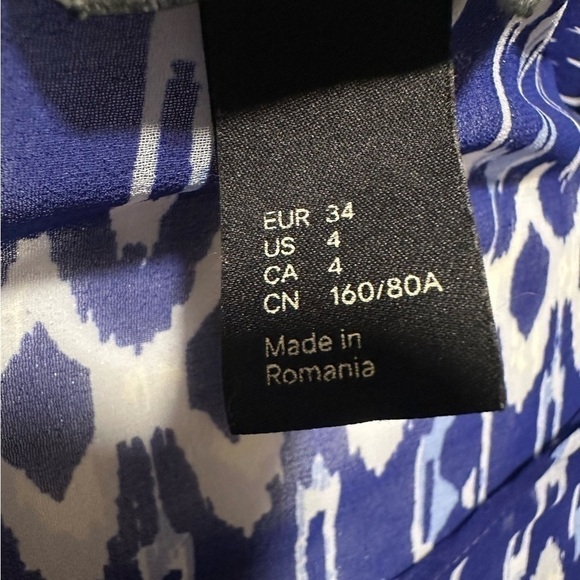 EUR 34
US 4
CA 4
CN 160/80A
Made in
Romania